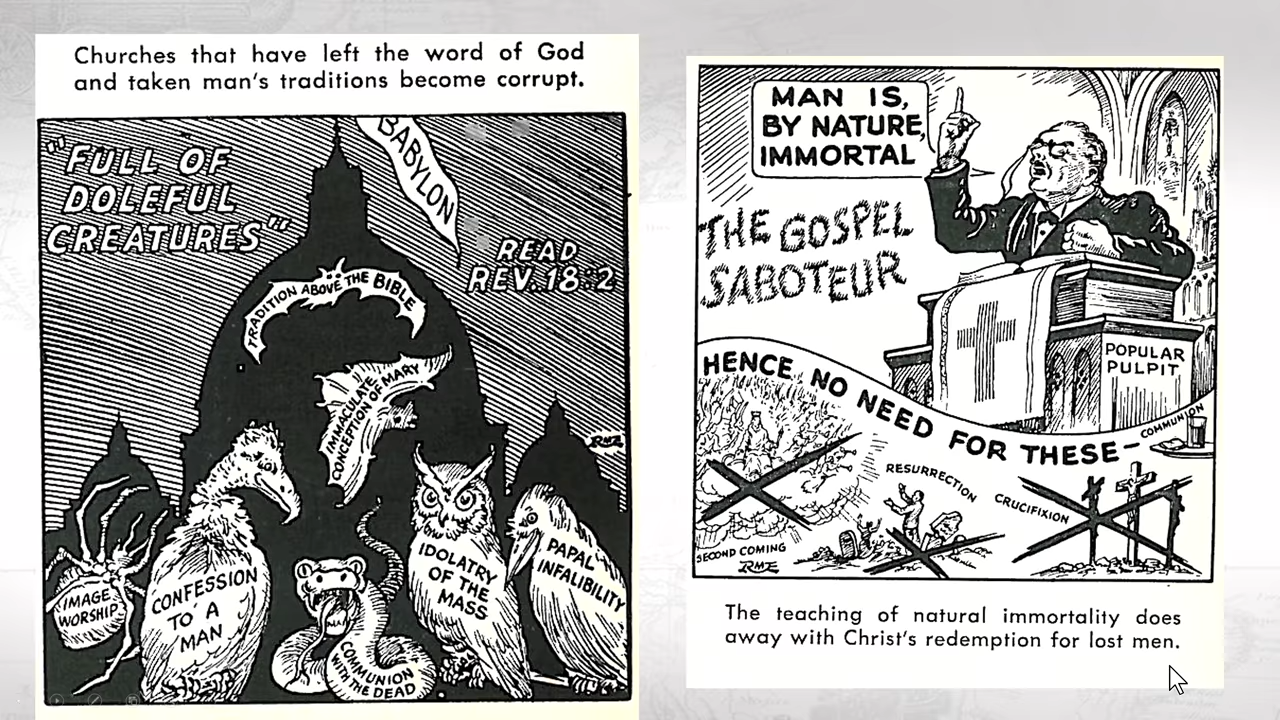 Churches that have left the word of God
and taken man's traditions become corrupt.
"FULL OF
DOLEFUL
CREATURES"
BABYLON
READ
REV. 18:2
TRADITION ABOVE THE BIBLE
IMMACULATE
CONCEPTION OF MARY
RME
IMAGE
WORSHIP
CONFESSION
TO A
MAN
COMMUNION
WITH THE DEAD
IDOLATRY
OF THE
MASS
PAPAL
INFALIBILITY
MAN IS,
BY NATURE,
IMMORTAL
THE GOSPEL
SABOTEUR
POPULAR
PULPIT
HENCE NO NEED FOR THESE—
COMMUNION
RESURRECTION
CRUCIFIXION
SECOND COMING
RME
The teaching of natural immortality does
away with Christ's redemption for lost men.